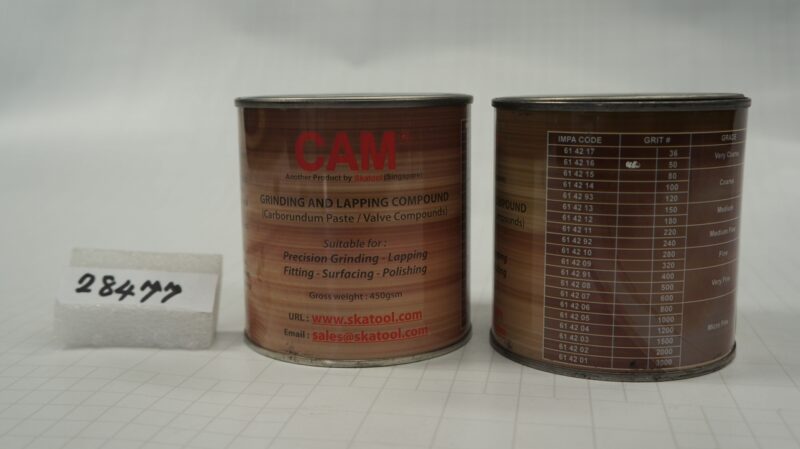 28477
CAM®
Another Product by Skatool (Singapore)
GRINDING AND LAPPING COMPOUND
(Carborundum Paste / Valve Compounds)
Suitable for :
Precision Grinding - Lapping
Fitting - Surfacing - Polishing
Gross weight : 450gsm
URL : www.skatool.com
Email : sales@skatool.com
IMPA CODE GRIT # GRADE
61 42 17 36 Very Coarse
61 42 16 50
61 42 15 80 Coarse
61 42 14 100
61 42 93 120
61 42 13 150 Medium
61 42 12 180
61 42 11 220 Medium Fine
61 42 92 240
61 42 10 280 Fine
61 42 09 320
61 42 91 400
61 42 08 500 Very Fine
61 42 07 600
61 42 06 800
61 42 05 1000 Micro Fine
61 42 04 1200
61 42 03 1500
61 42 02 2000
61 42 01 3000